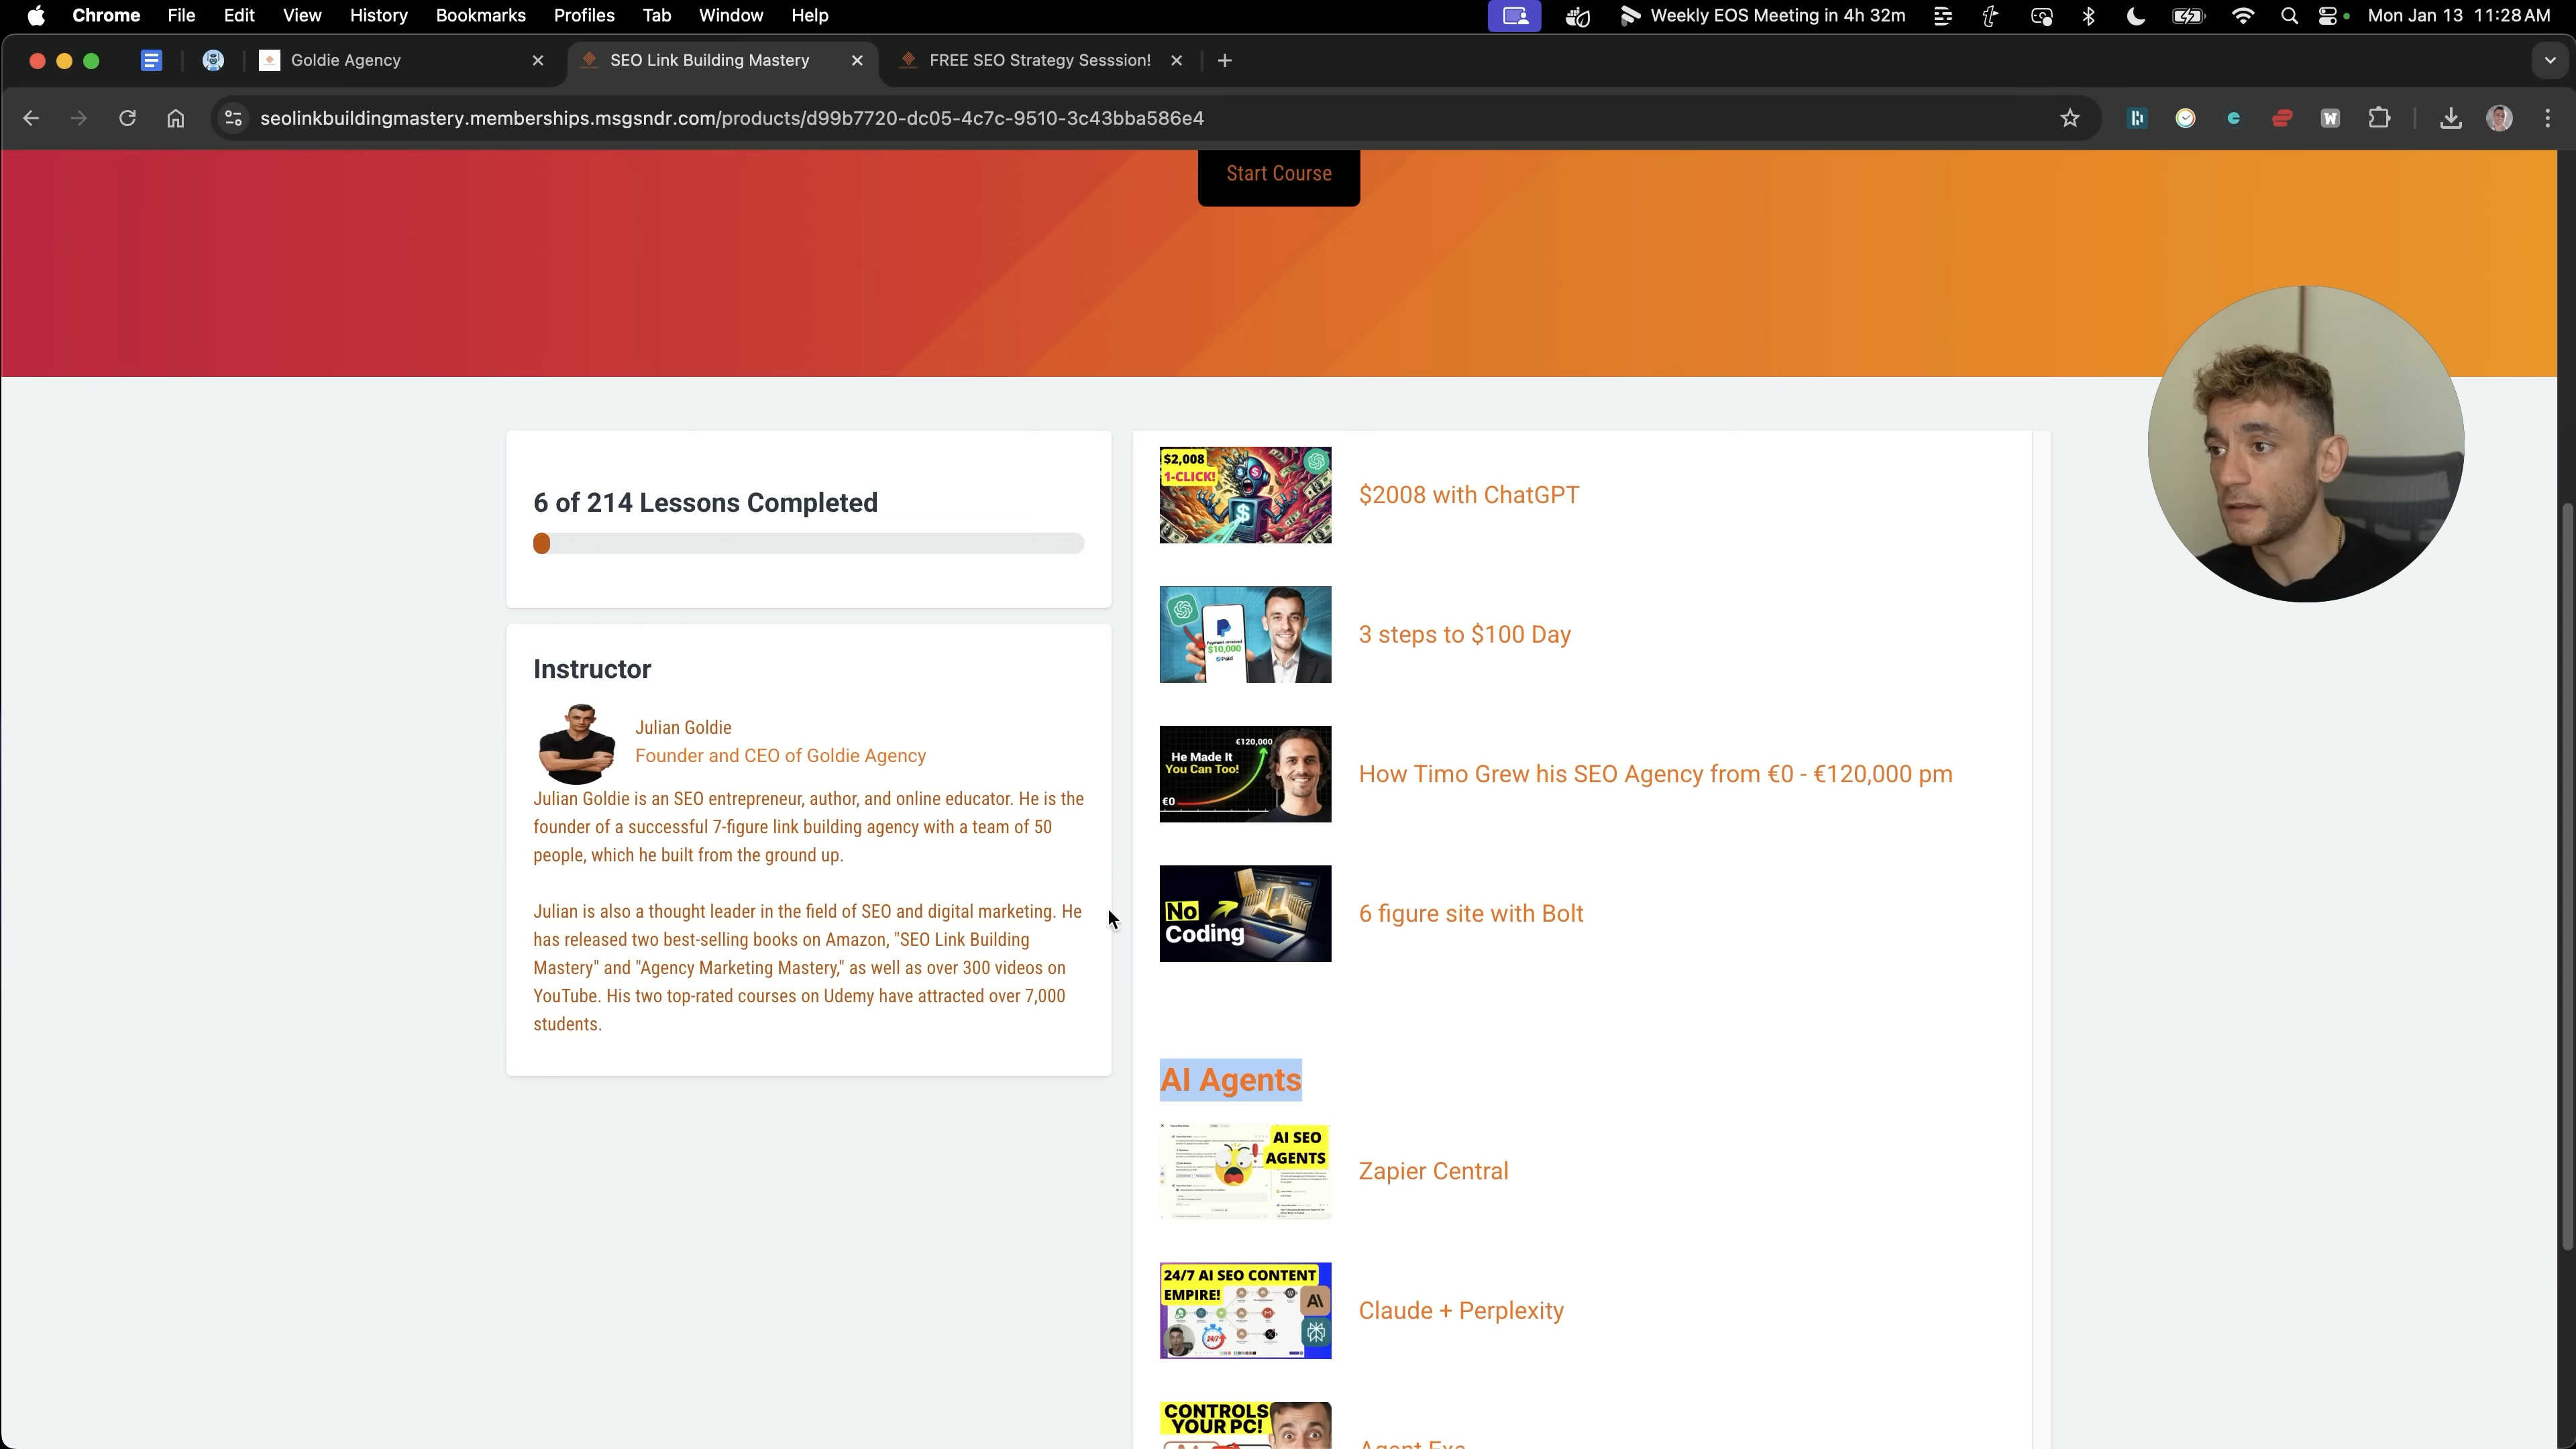 Chrome File Edit View History Bookmarks Profiles Tab Window Help
Weekly EOS Meeting in 4h 32m
Mon Jan 13 11:28 AM
Goldie Agency
SEO Link Building Mastery
FREE SEO Strategy Sesssion!
seolinkbuildingmastery.memberships.msgsndr.com/products/d99b7720-dc05-4c7c-9510-3c43bba586e4
Start Course
6 of 214 Lessons Completed
Instructor
Julian Goldie
Founder and CEO of Goldie Agency
Julian Goldie is an SEO entrepreneur, author, and online educator. He is the
founder of a successful 7-figure link building agency with a team of 50
people, which he built from the ground up.
Julian is also a thought leader in the field of SEO and digital marketing. He
has released two best-selling books on Amazon, "SEO Link Building
Mastery" and "Agency Marketing Mastery," as well as over 300 videos on
YouTube. His two top-rated courses on Udemy have attracted over 7,000
students.
$2,008
1-CLICK!
$2008 with ChatGPT
Payment received
$10,000
Paid
3 steps to $100 Day
€120,000
He Made It
You Can Too!
€0
How Timo Grew his SEO Agency from €0 - €120,000 pm
No
Coding
6 figure site with Bolt
AI Agents
AI SEO
AGENTS
Zapier Central
24/7 AI SEO CONTENT
EMPIRE!
24/7
Claude + Perplexity
CONTROLS
YOUR PC!